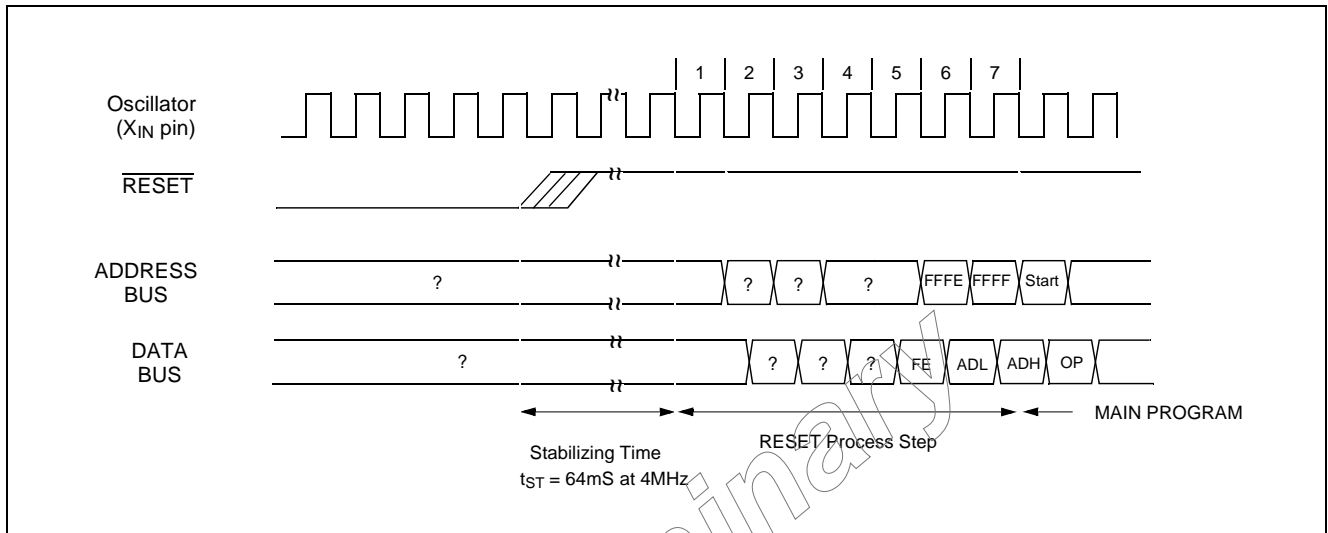 1 2 3 4 5 6 7
Oscillator
(XIN pin)
RESET
ADDRESS
BUS
? ? ? ? FFFE FFFF Start
DATA
BUS
? ? ? ? FE ADL ADH OP
MAIN PROGRAM
Stabilizing Time
tST = 64mS at 4MHz
RESET Process Step
inary